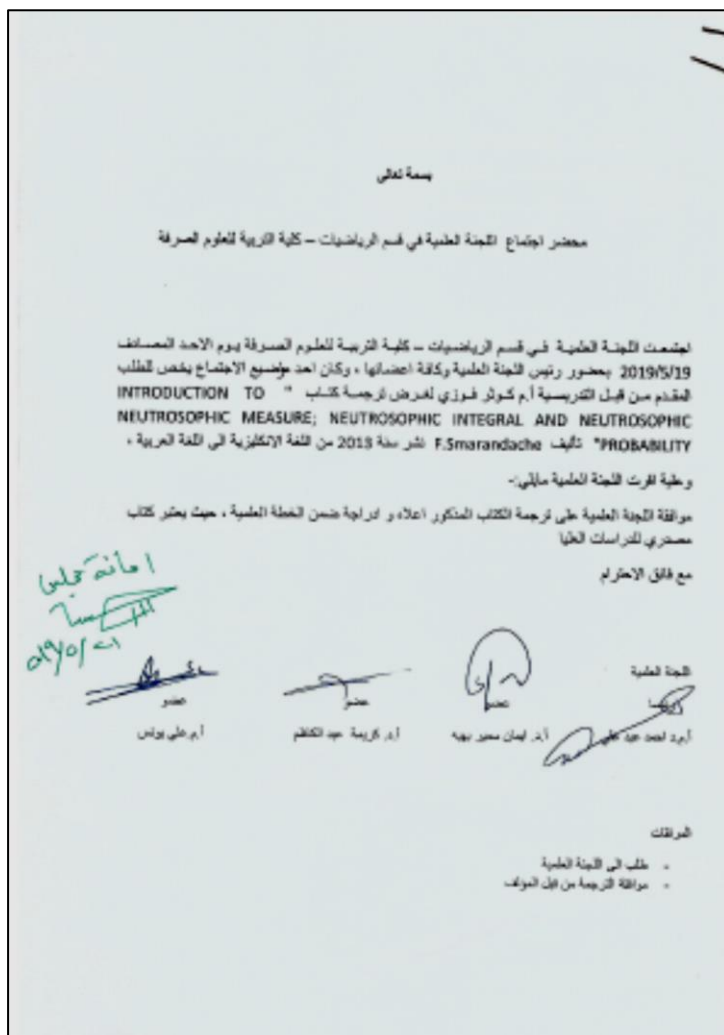 بسمة تعالى
محضر اجتماع اللجنة العلمية في قسم الرياضيات – كلية التربية للعلوم الصرفة
اجتمعت اللجنة العلمية في قسم الرياضيات – كلية التربية للعلوم الصرفة يوم الاحد المصادف
2019/5/19 بحضور رئيس اللجنة العلمية وكافة اعضائها ، وكان احد مواضيع الاجتماع يخص الطلب
المقدم من قبل التدريسية أ.م كوثر فوزي لغرض ترجمة كتاب " INTRODUCTION TO
NEUTROSOPHIC MEASURE; NEUTROSOPHIC INTEGRAL AND NEUTROSOPHIC
PROBABILITY" تأليف F.Smarandache نشر سنة 2013 من اللغة الانكليزية الى اللغة العربية ،
وعلية اقرت اللجنة العلمية مايلي:-
موافقة اللجنة العلمية على ترجمة الكتاب المذكور اعلاه و ادراجة ضمن الخطة العلمية ، حيث يعتبر كتاب
مصدري للدراسات العليا
مع فائق الاحترام
امانة مجلس
اللجنة العلمية
عضو عضو عضو
أ.م.د احمد عبد علي أ.د. ايمان سمير بهيه أ.د. كريمة عبد الكاظم أ.م.علي يونس
المرافقات
- طلب الى اللجنة العلمية
- موافقة الترجمة من قبل المؤلف